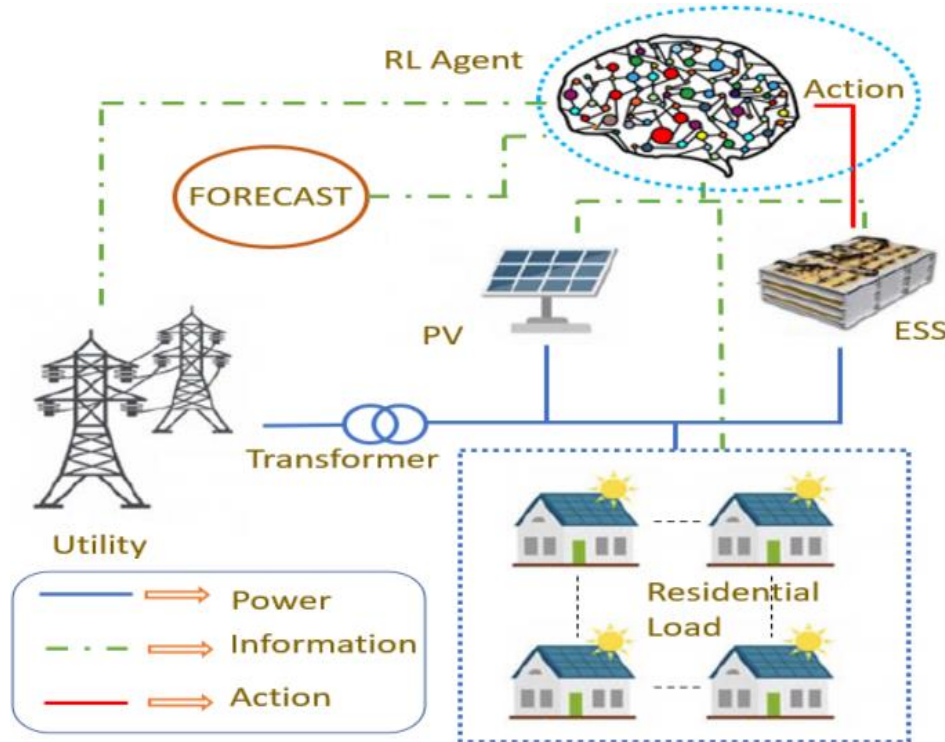 RL Agent
Action
FORECAST
PV
ESS
Transformer
Utility
Residential
Load
Power
Information
Action